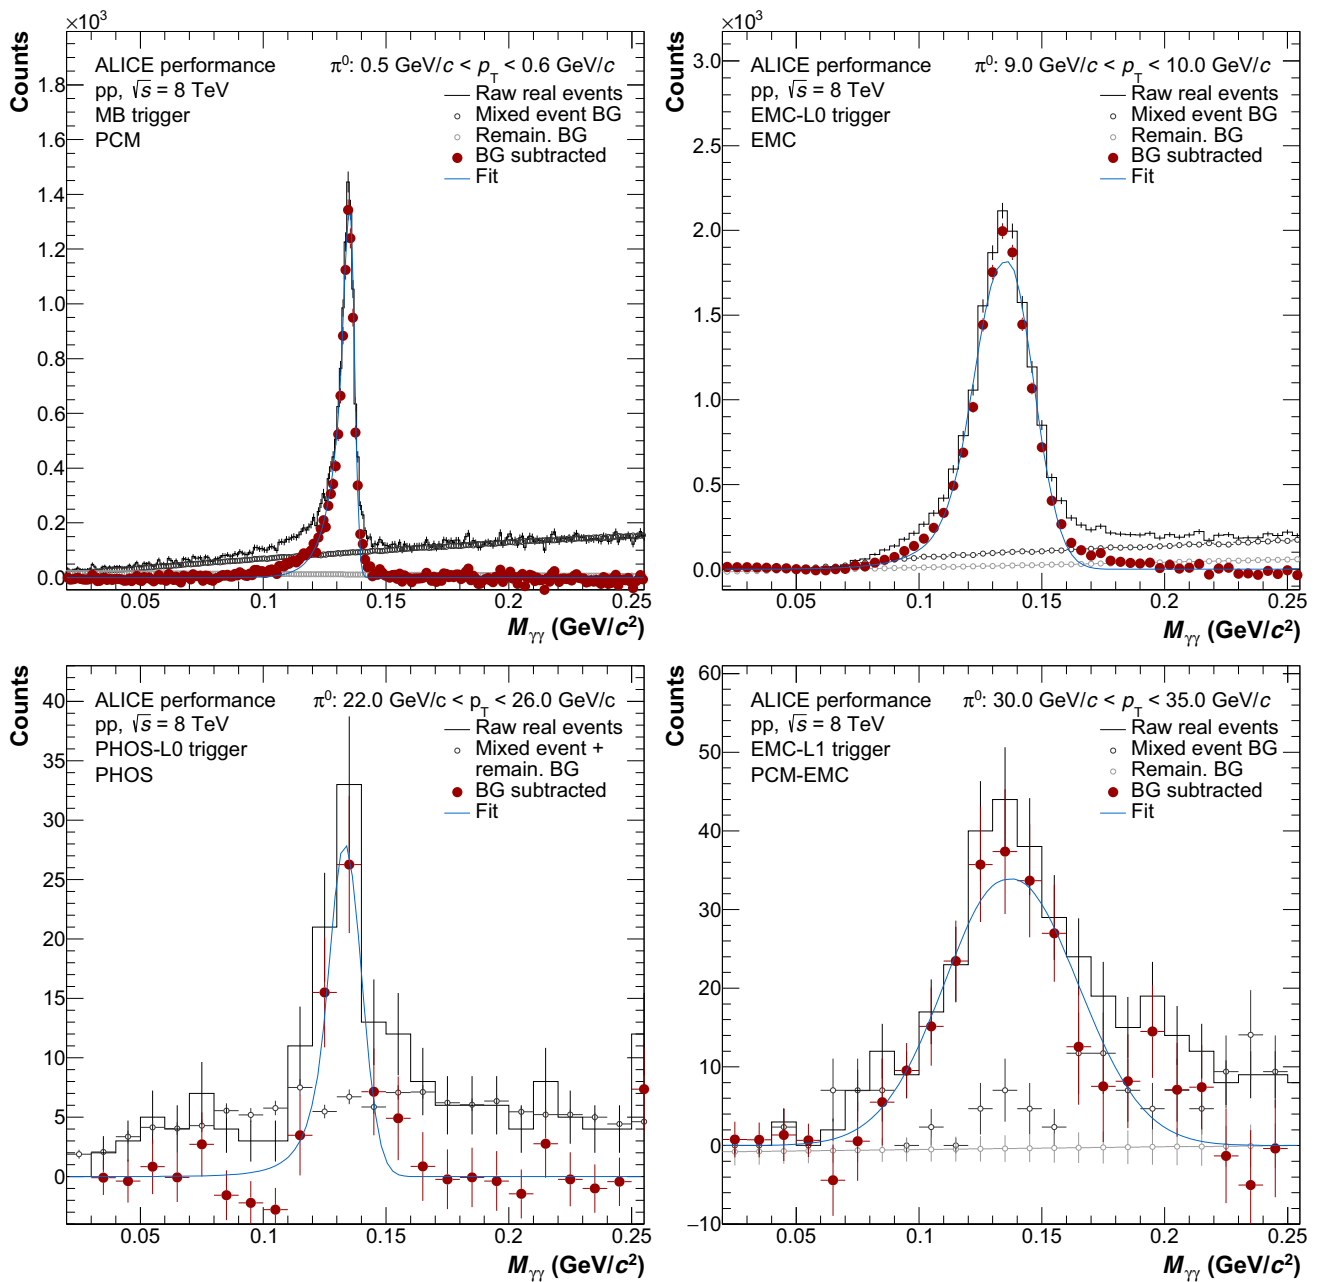 ×10³
Counts
ALICE performance
π⁰: 0.5 GeV/c < p_T < 0.6 GeV/c
pp, √s = 8 TeV
MB trigger
PCM
Raw real events
Mixed event BG
Remain. BG
BG subtracted
Fit
1.8
1.6
1.4
1.2
1.0
0.8
0.6
0.4
0.2
0.0
0.05
0.1
0.15
0.2
0.25
M_γγ (GeV/c²)
×10³
Counts
ALICE performance
π⁰: 9.0 GeV/c < p_T < 10.0 GeV/c
pp, √s = 8 TeV
EMC-L0 trigger
EMC
Raw real events
Mixed event BG
Remain. BG
BG subtracted
Fit
3.0
2.5
2.0
1.5
1.0
0.5
0.0
0.05
0.1
0.15
0.2
0.25
M_γγ (GeV/c²)
Counts
ALICE performance
π⁰: 22.0 GeV/c < p_T < 26.0 GeV/c
pp, √s = 8 TeV
PHOS-L0 trigger
PHOS
Raw real events
Mixed event +
remain. BG
BG subtracted
Fit
40
35
30
25
20
15
10
5
0
0.05
0.1
0.15
0.2
0.25
M_γγ (GeV/c²)
Counts
ALICE performance
π⁰: 30.0 GeV/c < p_T < 35.0 GeV/c
pp, √s = 8 TeV
EMC-L1 trigger
PCM-EMC
Raw real events
Mixed event BG
Remain. BG
BG subtracted
Fit
60
50
40
30
20
10
0
−10
0.05
0.1
0.15
0.2
0.25
M_γγ (GeV/c²)